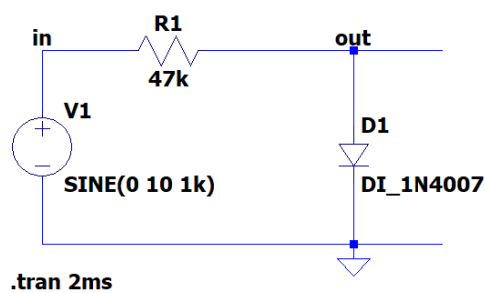 in
R1
out
47k
V1
SINE(0 10 1k)
D1
DI_1N4007
.tran 2ms